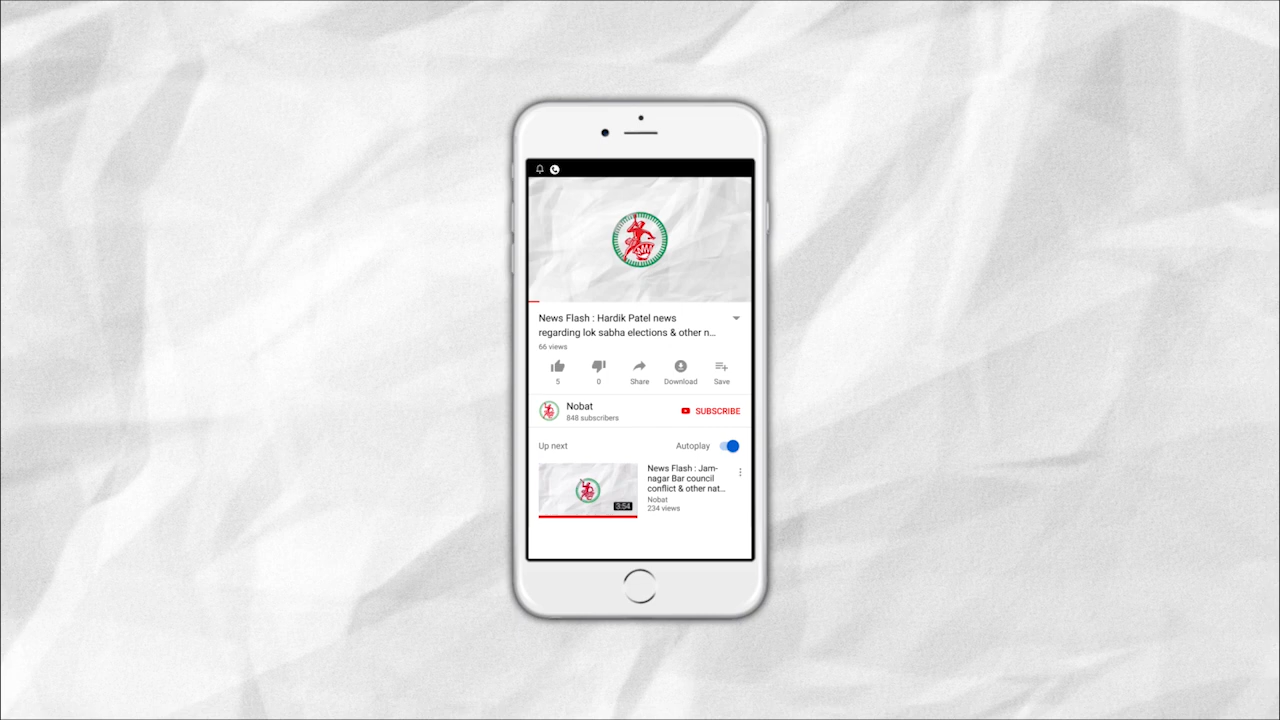 News Flash : Hardik Patel news
regarding lok sabha elections & other n...
66 views
5
0
Share
Download
Save
Nobat
848 subscribers
SUBSCRIBE
Up next
Autoplay
3:54
News Flash : Jam-
nagar Bar council
conflict & other nat...
Nobat
234 views